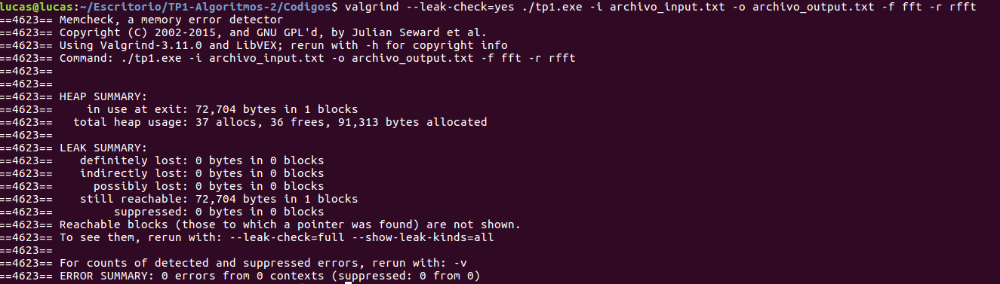 lucas@lucas:~/Escritorio/TP1-Algoritmos-2/Codigos$ valgrind --leak-check=yes ./tp1.exe -i archivo_input.txt -o archivo_output.txt -f fft -r rfft
==4623== Memcheck, a memory error detector
==4623== Copyright (C) 2002-2015, and GNU GPL'd, by Julian Seward et al.
==4623== Using Valgrind-3.11.0 and LibVEX; rerun with -h for copyright info
==4623== Command: ./tp1.exe -i archivo_input.txt -o archivo_output.txt -f fft -r rfft
==4623==
==4623==
==4623== HEAP SUMMARY:
==4623==     in use at exit: 72,704 bytes in 1 blocks
==4623==   total heap usage: 37 allocs, 36 frees, 91,313 bytes allocated
==4623==
==4623== LEAK SUMMARY:
==4623==    definitely lost: 0 bytes in 0 blocks
==4623==    indirectly lost: 0 bytes in 0 blocks
==4623==      possibly lost: 0 bytes in 0 blocks
==4623==    still reachable: 72,704 bytes in 1 blocks
==4623==         suppressed: 0 bytes in 0 blocks
==4623== Reachable blocks (those to which a pointer was found) are not shown.
==4623== To see them, rerun with: --leak-check=full --show-leak-kinds=all
==4623==
==4623== For counts of detected and suppressed errors, rerun with: -v
==4623== ERROR SUMMARY: 0 errors from 0 contexts (suppressed: 0 from 0)